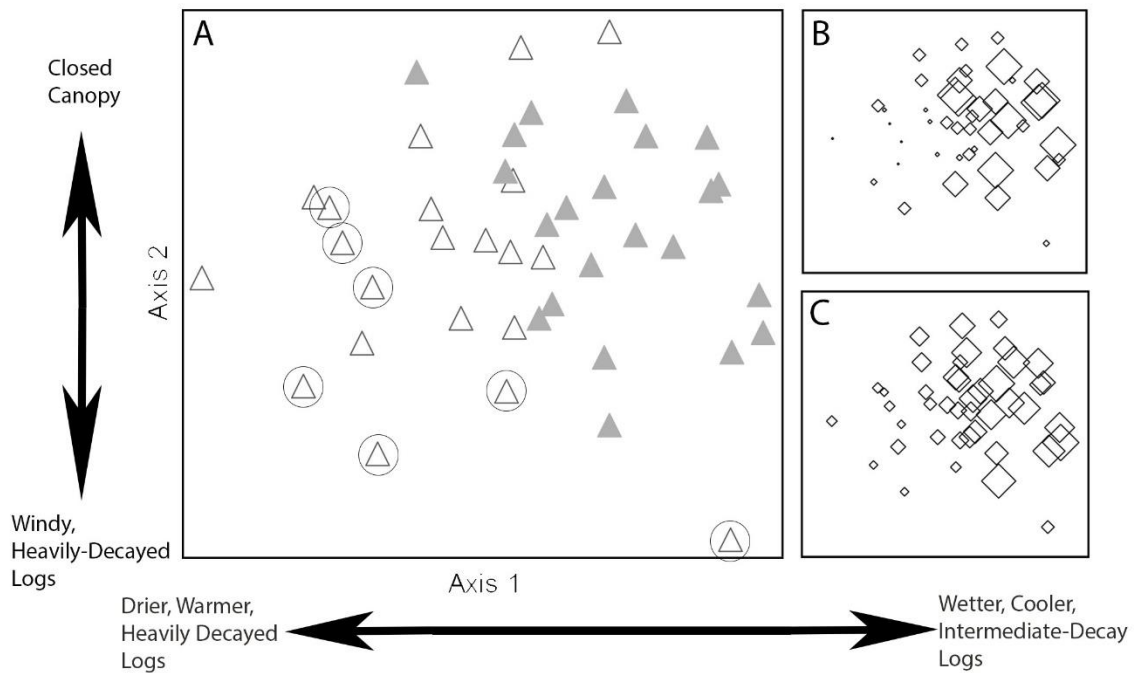 A
B
C
Closed
Canopy
Windy,
Heavily-Decayed
Logs
Axis 2
Axis 1
Drier, Warmer,
Heavily Decayed
Logs
Wetter, Cooler,
Intermediate-Decay
Logs